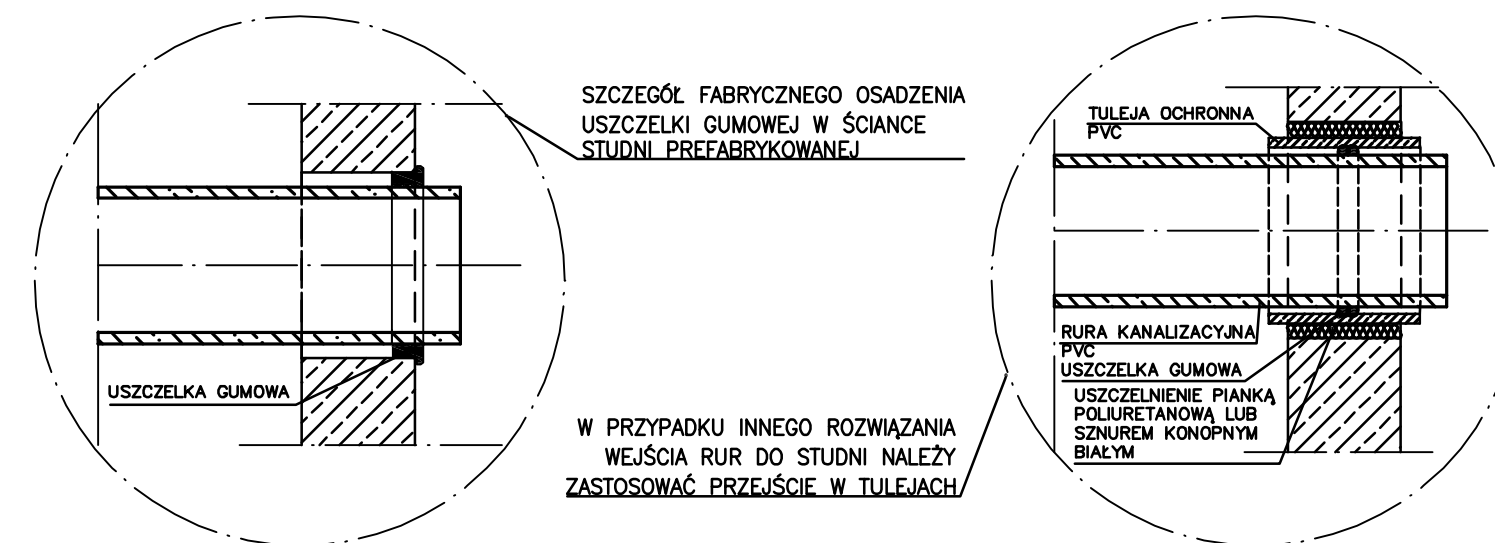 SZCZEGÓŁ FABRYCZNEGO OSADZENIA
USZCZELKI GUMOWEJ W ŚCIANCE
STUDNI PREFABRYKOWANEJ
USZCZELKA GUMOWA
W PRZYPADKU INNEGO ROZWIĄZANIA
WEJŚCIA RUR DO STUDNI NALEŻY
ZASTOSOWAĆ PRZEJŚCIE W TULEJACH
TULEJA OCHRONNA
PVC
RURA KANALIZACYJNA
PVC
USZCZELKA GUMOWA
USZCZELNIENIE PIANKĄ
POLIURETANOWĄ LUB
SZNUREM KONOPNYM
BIAŁYM